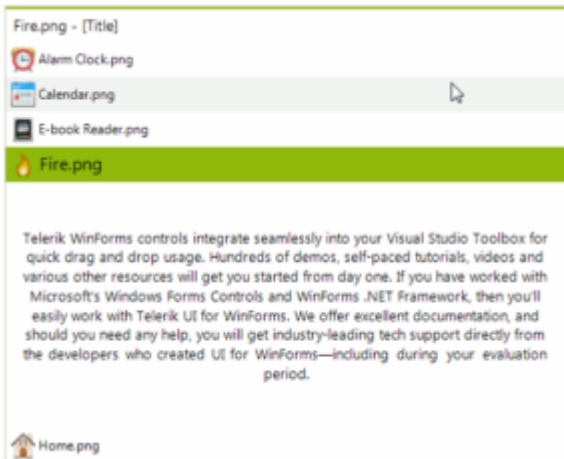 Fire.png - [Title]
Alarm Clock.png
Calendar.png
E-book Reader.png
Fire.png
Telerik WinForms controls integrate seamlessly into your Visual Studio Toolbox for
quick drag and drop usage. Hundreds of demos, self-paced tutorials, videos and
various other resources will get you started from day one. If you have worked with
Microsoft's Windows Forms Controls and WinForms .NET Framework, then you'll
easily work with Telerik UI for WinForms. We offer excellent documentation, and
should you need any help, you will get industry-leading tech support directly from
the developers who created UI for WinForms—including during your evaluation
period.
Home.png